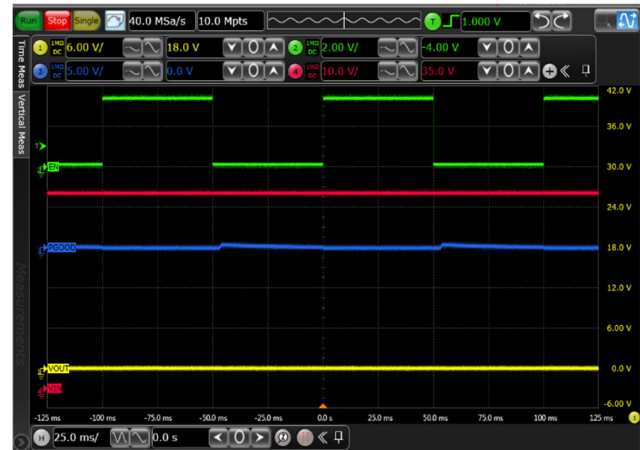 Run Stop Single 40.0 MSa/s 10.0 Mpts T 1.000 V
1 1MΩ DC 6.00 V/ 18.0 V 2 1MΩ DC 2.00 V/ -4.00 V
3 1MΩ DC 5.00 V/ 0.0 V 4 1MΩ DC 10.0 V/ 35.0 V
Time Meas
Vertical Meas
Measurements
42.0 V
36.0 V
T
EN
30.0 V
24.0 V
PGOOD
18.0 V
12.0 V
6.00 V
VOUT
0.0 V
VIN
-6.00 V
-125 ms -100 ms -75.0 ms -50.0 ms -25.0 ms 0.0 s 25.0 ms 50.0 ms 75.0 ms 100 ms 125 ms 1
H 25.0 ms/ 0.0 s 0